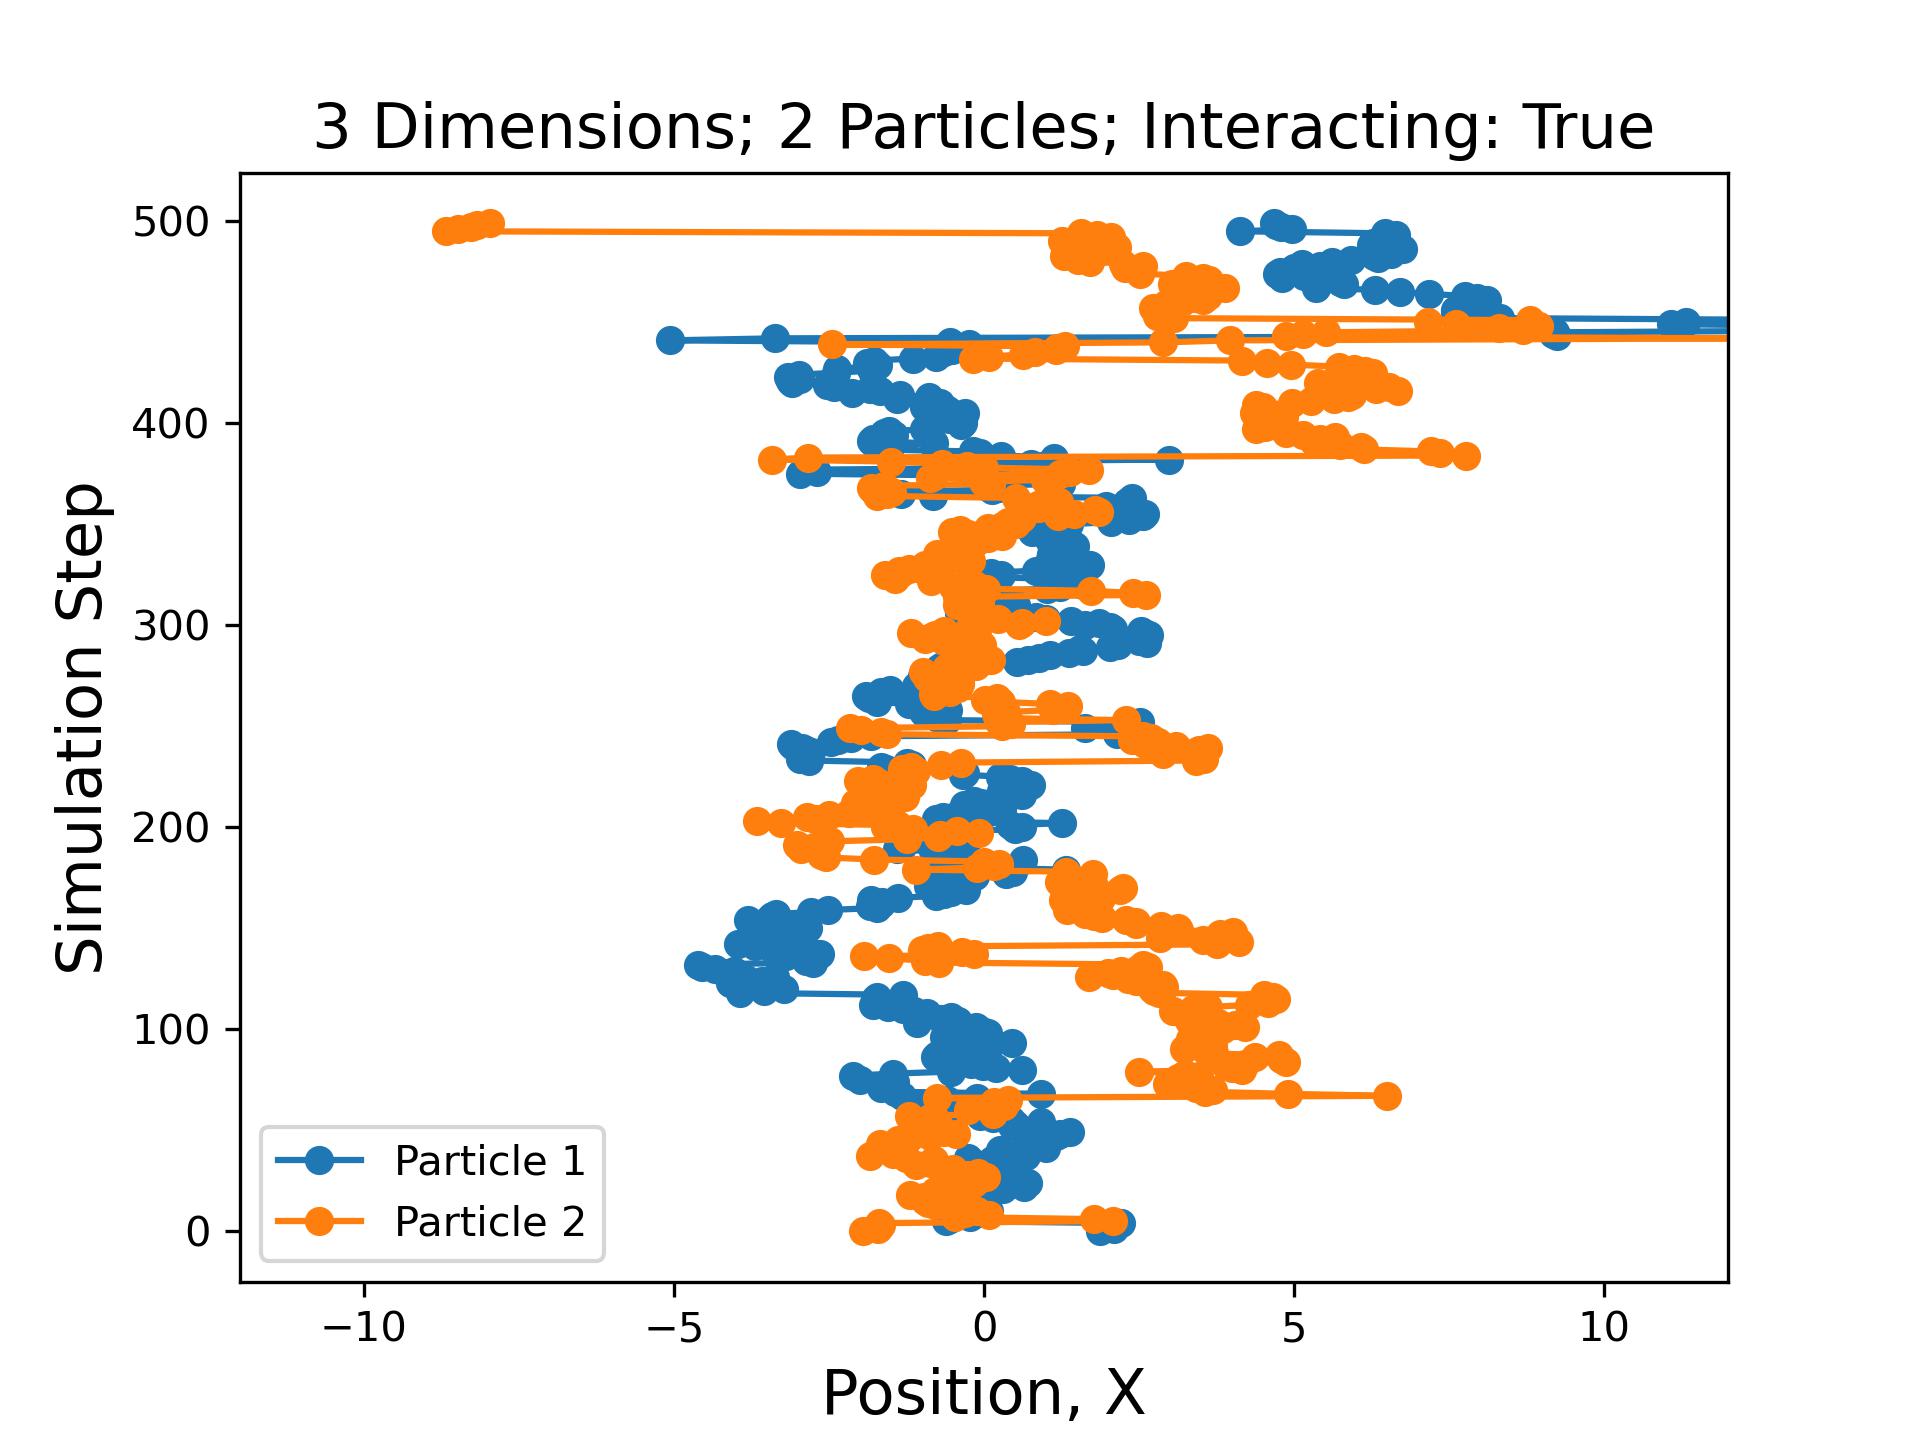 3 Dimensions; 2 Particles; Interacting: True
Simulation Step
500
400
300
200
100
0
Particle 1
Particle 2
−10
−5
0
5
10
Position, X